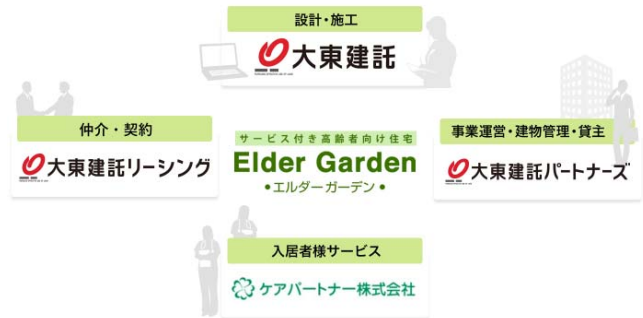 設計・施工
大東建託
仲介・契約
大東建託リーシング
サービス付き高齢者向け住宅
Elder Garden
•エルダーガーデン•
事業運営・建物管理・貸主
大東建託パートナーズ
入居者様サービス
ケアパートナー株式会社